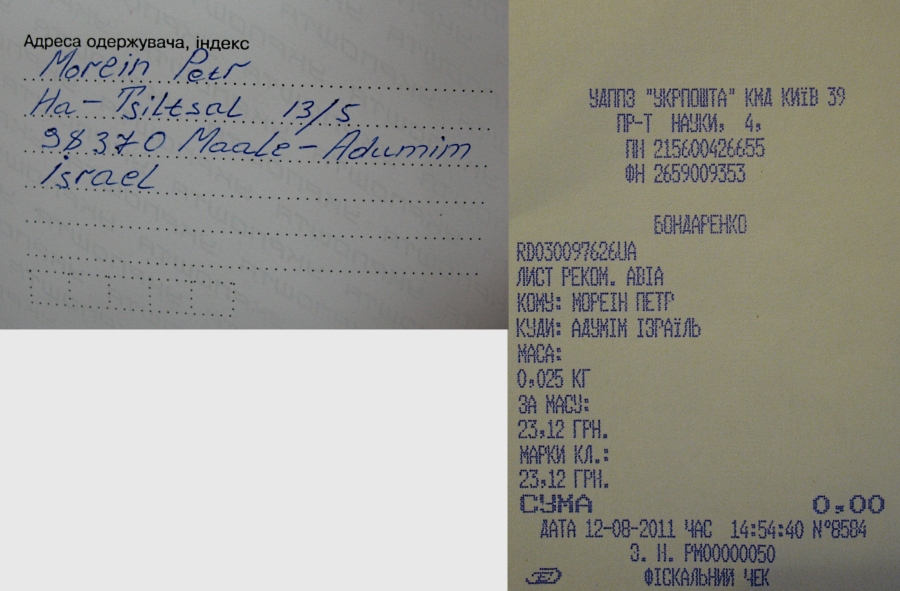 Адреса одержувача, індекс
Morein Petr
Ha-Tsiltsal 13/5
98370 Maale-Adumim
israel
УДППЗ "УКРПОШТА" КМД КИЇВ 39
ПР-Т НАУКИ, 4,
ПН 215600426655
ФН 2659009353
БОНДАРЕНКО
RD030097626UA
ЛИСТ РЕКОМ. АВІА
КОМУ: МОРЕІН ПЕТР
КУДИ: АДУМІМ ІЗРАЇЛЬ
МАСА:
0,025 КГ
ЗА МАСУ:
23,12 ГРН.
МАРКИ КЛ.:
23,12 ГРН.
СУМА 0,00
ДАТА 12-08-2011 ЧАС 14:54:40 №8584
З. Н. РМ00000050
ФІСКАЛЬНИЙ ЧЕК